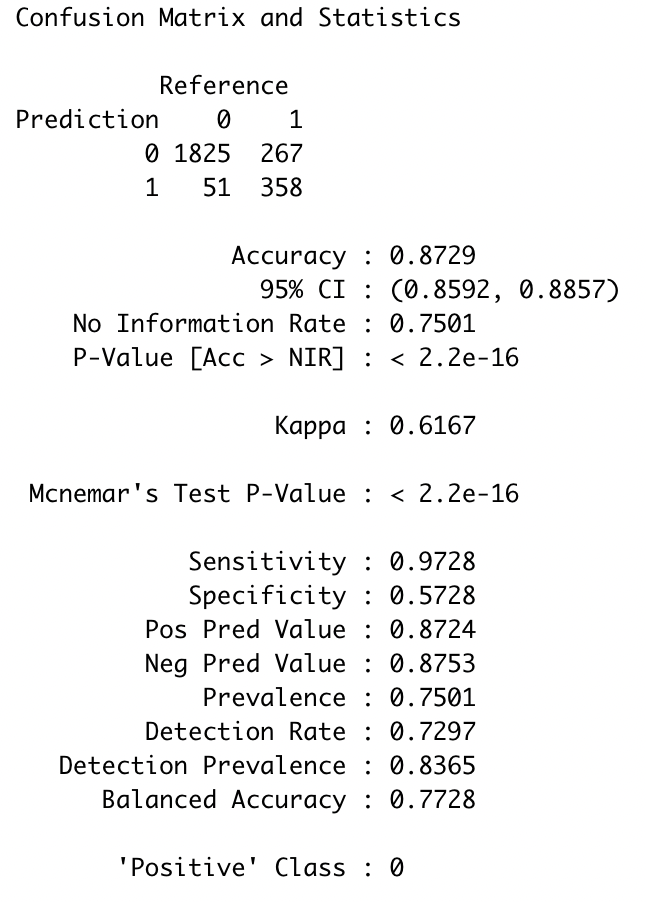 Confusion Matrix and Statistics
Reference
Prediction 0 1
0 1825 267
1 51 358
Accuracy : 0.8729
95% CI : (0.8592, 0.8857)
No Information Rate : 0.7501
P-Value [Acc > NIR] : < 2.2e-16
Kappa : 0.6167
Mcnemar's Test P-Value : < 2.2e-16
Sensitivity : 0.9728
Specificity : 0.5728
Pos Pred Value : 0.8724
Neg Pred Value : 0.8753
Prevalence : 0.7501
Detection Rate : 0.7297
Detection Prevalence : 0.8365
Balanced Accuracy : 0.7728
'Positive' Class : 0